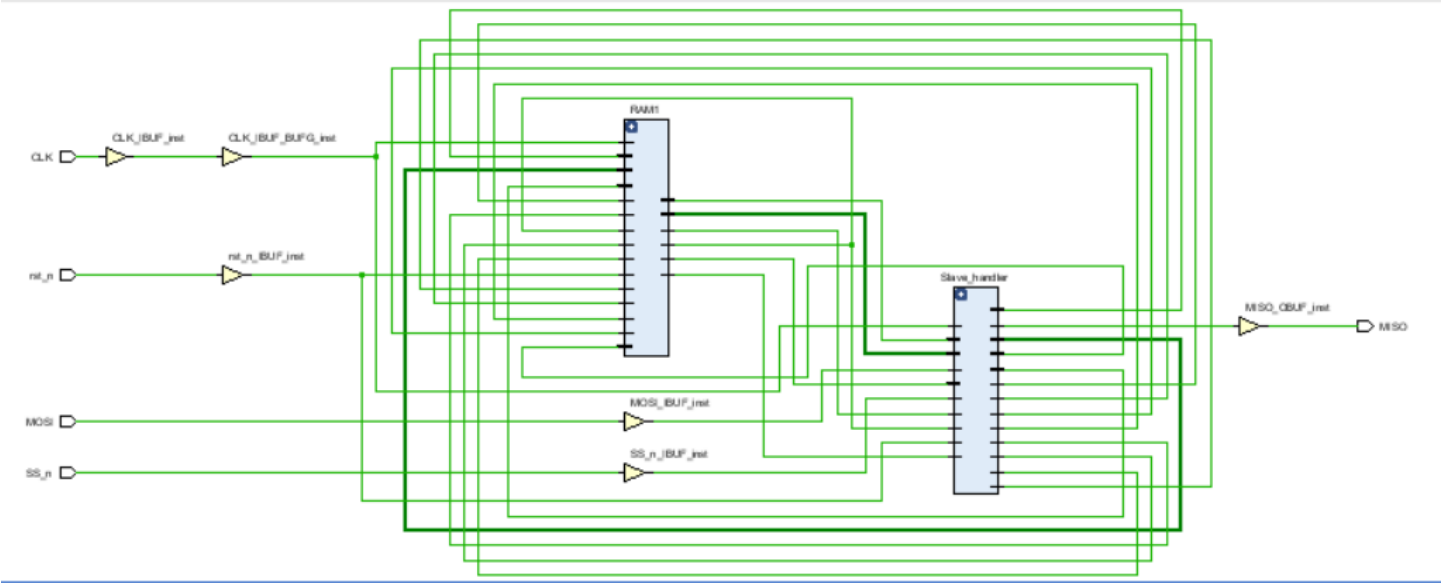 RAM1
CLK_IBUF_inst
CLK_IBUF_BUFG_inst
CLK
rst_n_IBUF_inst
rst_n
Slave_handler
MISO_OBUF_inst
MISO
MOSI_IBUF_inst
MOSI
SS_n_IBUF_inst
SS_n